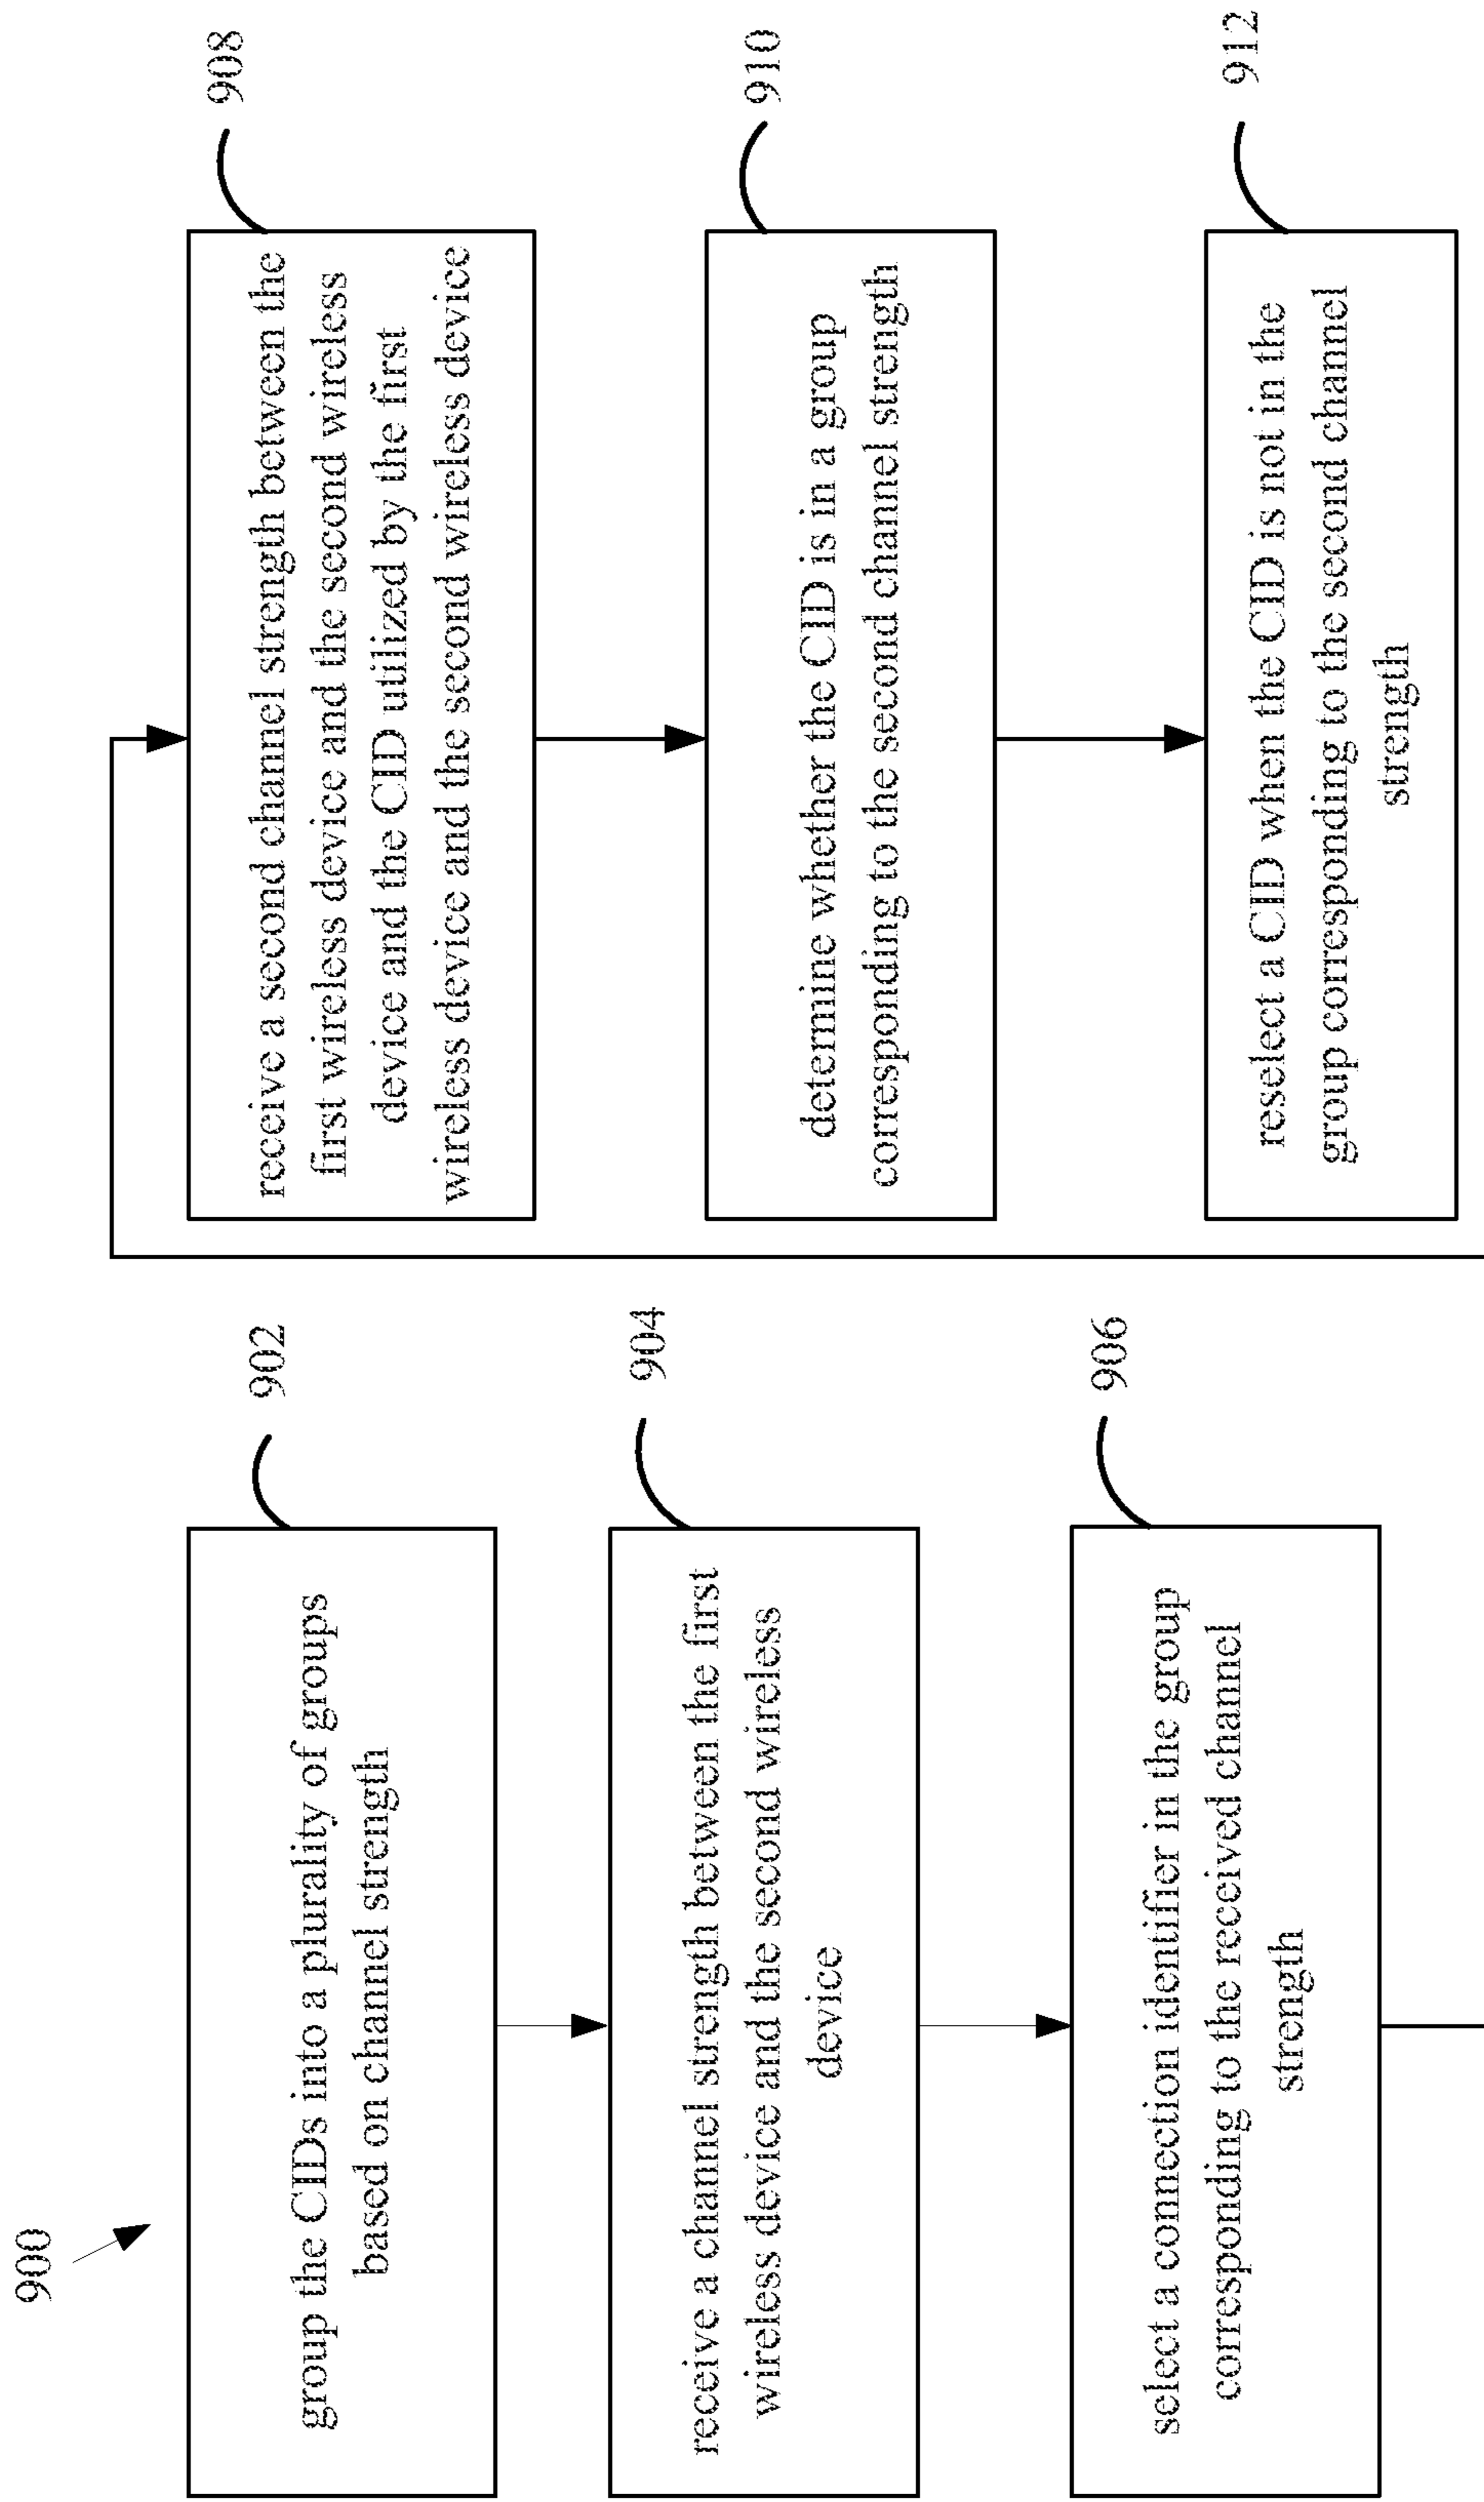 900
902
group the CIDs into a plurality of groups
based on channel strength
904
receive a channel strength between the first
wireless device and the second wireless
device
906
select a connection identifier in the group
corresponding to the received channel
strength
908
receive a second channel strength between the
first wireless device and the second wireless
device and the CID utilized by the first
wireless device and the second wireless device
910
determine whether the CID is in a group
corresponding to the second channel strength
912
reselect a CID when the CID is not in the
group corresponding to the second channel
strength